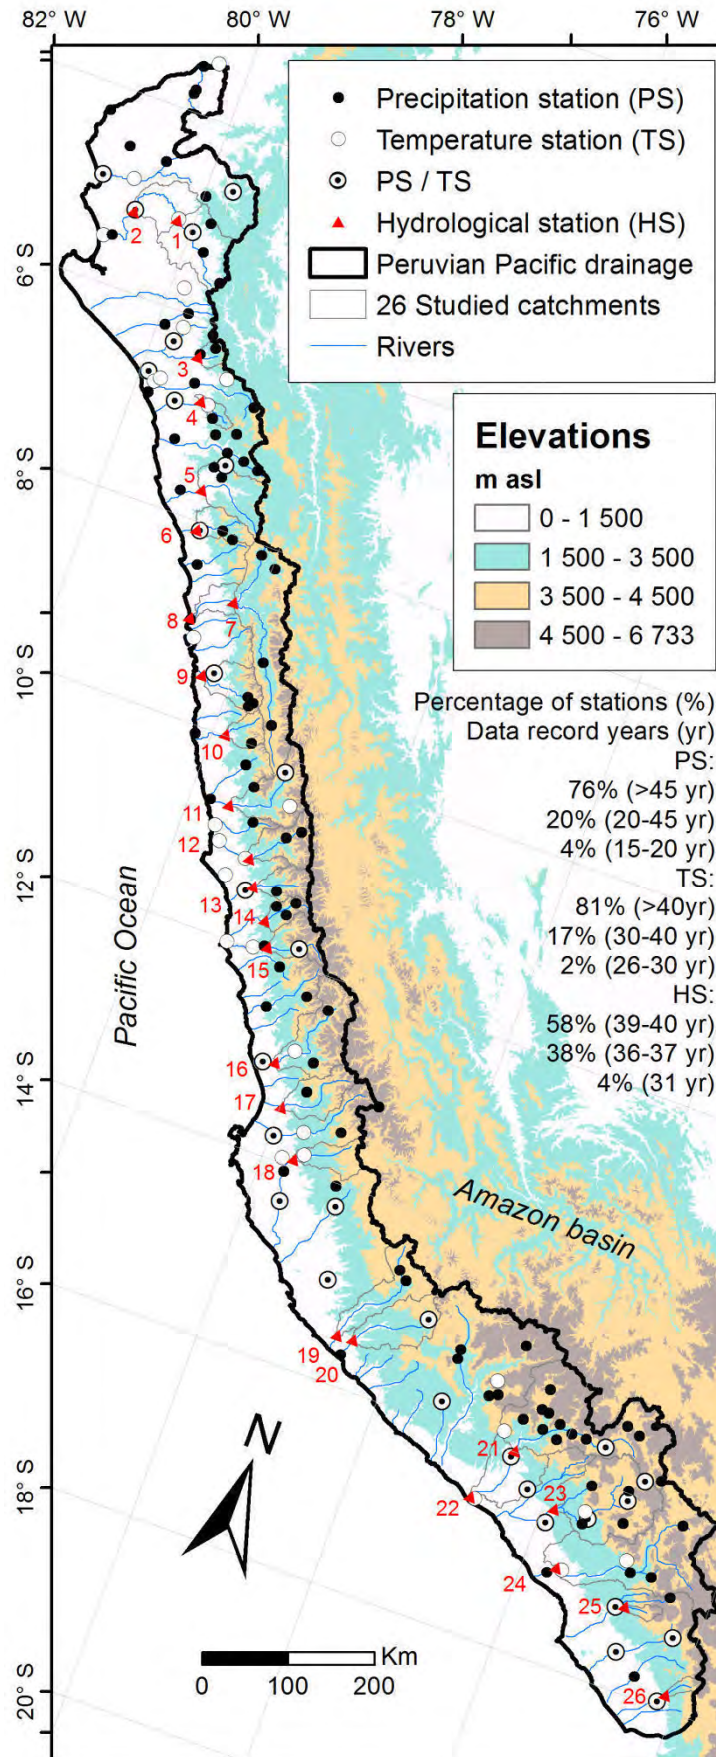 82° W
80° W
78° W
76° W
Precipitation station (PS)
Temperature station (TS)
PS / TS
Hydrological station (HS)
Peruvian Pacific drainage
26 Studied catchments
Rivers
Elevations
m asl
0 - 1 500
1 500 - 3 500
3 500 - 4 500
4 500 - 6 733
Percentage of stations (%)
Data record years (yr)
PS:
76% (>45 yr)
20% (20-45 yr)
4% (15-20 yr)
TS:
81% (>40yr)
17% (30-40 yr)
2% (26-30 yr)
HS:
58% (39-40 yr)
38% (36-37 yr)
4% (31 yr)
6° S
8° S
10° S
12° S
14° S
16° S
18° S
20° S
2
1
3
4
5
6
8
7
9
10
11
12
13
14
15
16
17
18
19
20
21
22
23
24
25
26
Pacific Ocean
Amazon basin
N
Km
0
100
200